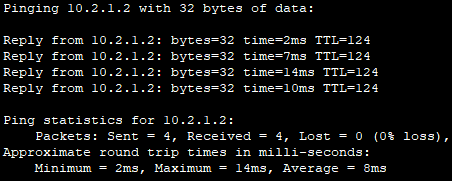 Pinging 10.2.1.2 with 32 bytes of data:
Reply from 10.2.1.2: bytes=32 time=2ms TTL=124
Reply from 10.2.1.2: bytes=32 time=7ms TTL=124
Reply from 10.2.1.2: bytes=32 time=14ms TTL=124
Reply from 10.2.1.2: bytes=32 time=10ms TTL=124
Ping statistics for 10.2.1.2:
Packets: Sent = 4, Received = 4, Lost = 0 (0% loss),
Approximate round trip times in milli-seconds:
Minimum = 2ms, Maximum = 14ms, Average = 8ms